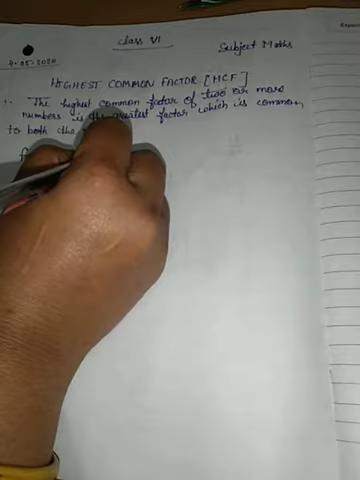 class VI
Subject Maths
HIGHEST COMMON FACTOR [HCF]
The highest common factor of two or more
numbers is the greatest factor which is common
to both the